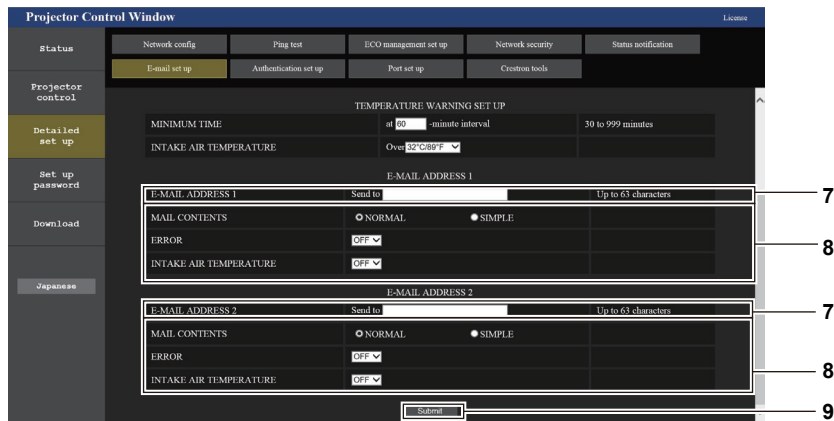 Projector Control Window License
Status Network config Ping test ECO management set up Network security Status notification
E-mail set up Authentication set up Port set up Crestron tools
Projector
control
TEMPERATURE WARNING SET UP
MINIMUM TIME at 60 -minute interval 30 to 999 minutes
Detailed
set up
INTAKE AIR TEMPERATURE Over 32°C/89°F
E-MAIL ADDRESS 1
Set up
password
E-MAIL ADDRESS 1 Send to Up to 63 characters 7
MAIL CONTENTS NORMAL SIMPLE
Download
ERROR OFF 8
INTAKE AIR TEMPERATURE OFF
Japanese
E-MAIL ADDRESS 2
E-MAIL ADDRESS 2 Send to Up to 63 characters 7
MAIL CONTENTS NORMAL SIMPLE
ERROR OFF 8
INTAKE AIR TEMPERATURE OFF
Submit 9